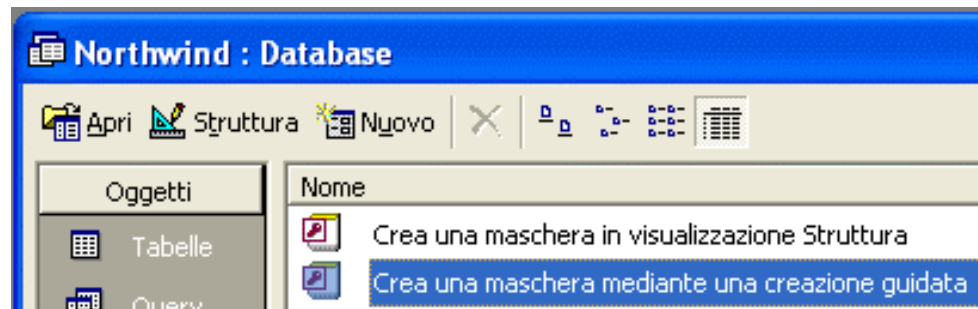 Northwind : Database
Apri Struttura Nuovo
Oggetti
Nome
Tabelle
Crea una maschera in visualizzazione Struttura
Query
Crea una maschera mediante una creazione guidata